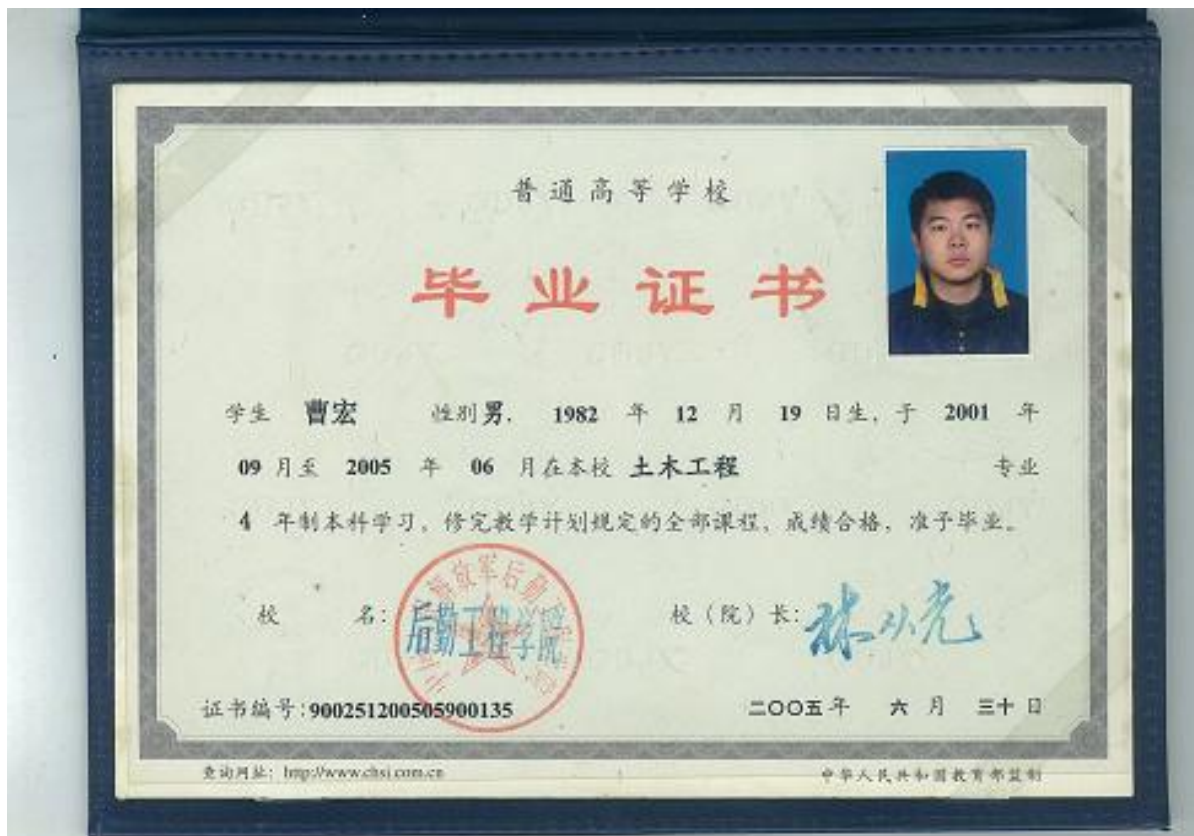 普通高等学校
毕业证书
学生 曹宏 性别 男, 1982 年 12 月 19 日生, 于 2001 年
09 月至 2005 年 06 月在本校 土木工程 专业
4 年制本科学习, 修完教学计划规定的全部课程, 成绩合格, 准予毕业。
校 名: 后勤工程学院 校（院）长:
证书编号: 900251200505900135 二〇〇五年 六 月 三十 日
查询网址: http://www.chsi.com.cn 中华人民共和国教育部监制